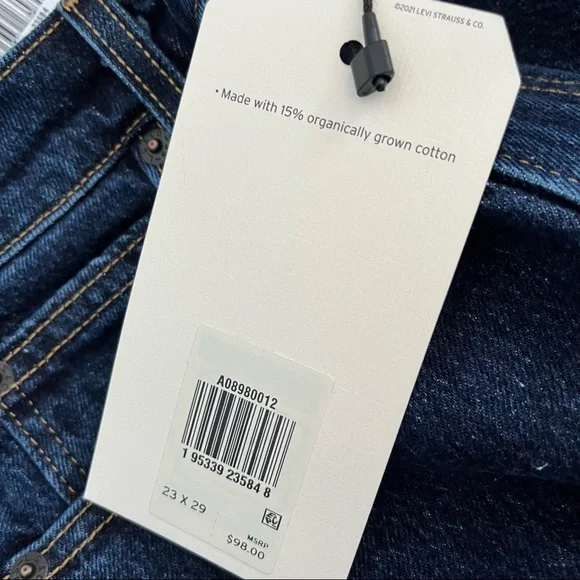 ©2021 LEVI STRAUSS & CO.
• Made with 15% organically grown cotton
A08980012
1 95339 23584 8
23 X 29
MSRP
$98.00